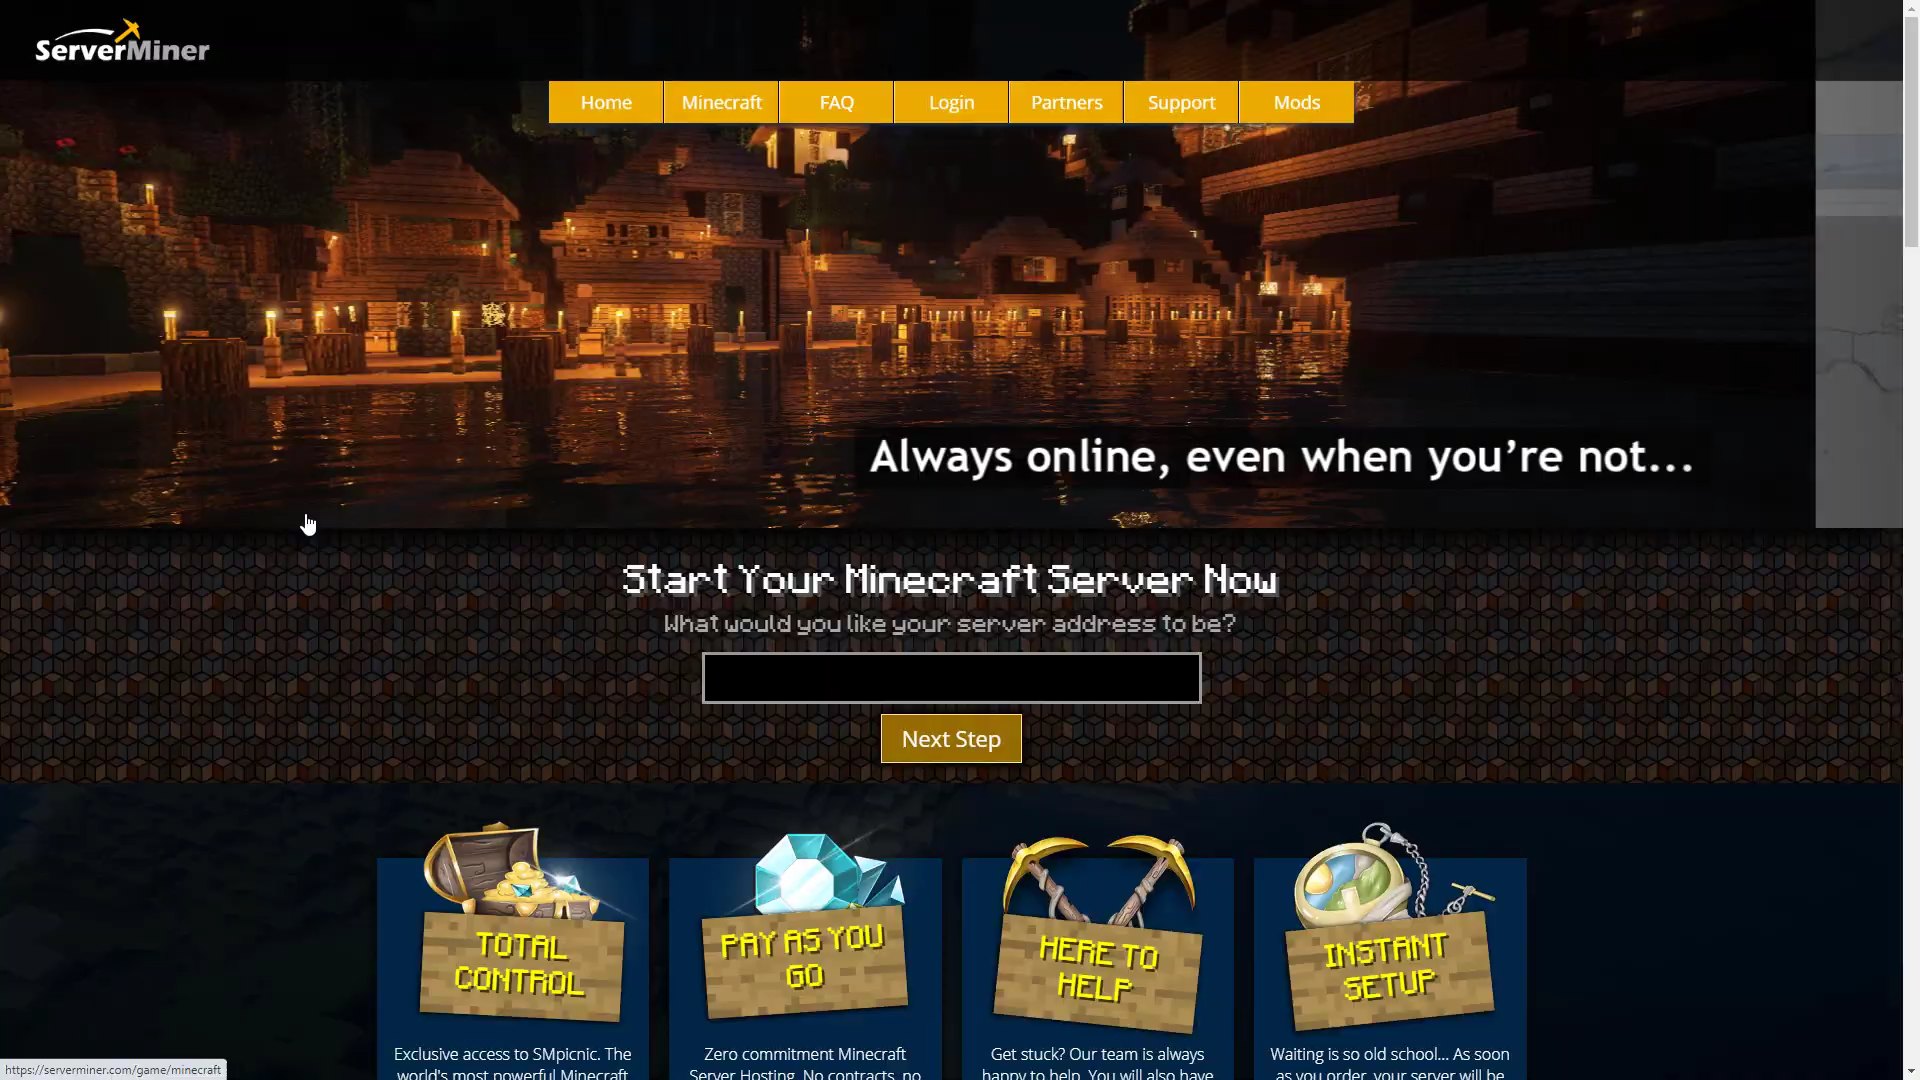 ServerMiner
Home
Minecraft
FAQ
Login
Partners
Support
Mods
Always online, even when you're not...
Start Your Minecraft Server Now
What would you like your server address to be?
Next Step
TOTAL
CONTROL
Exclusive access to SMpicnic. The
world's most powerful Minecraft
PAY AS YOU
GO
Zero commitment Minecraft
Server Hosting. No contracts, no
HERE TO
HELP
Get stuck? Our team is always
happy to help. You will also have
INSTANT
SETUP
Waiting is so old school... As soon
as you order, your server will be
https://serverminer.com/game/minecraft